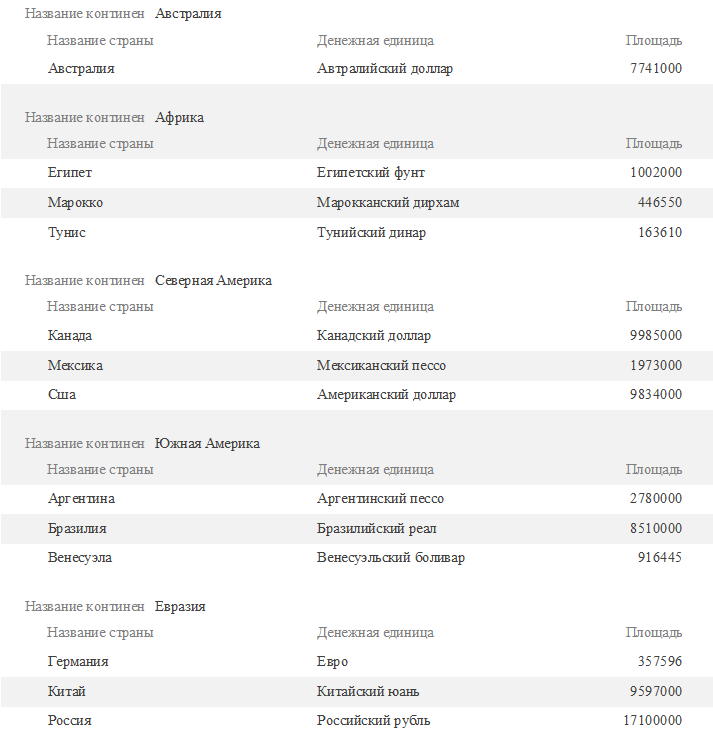 Название континен Австралия
Название страны Денежная единица Площадь
Австралия Автралийский доллар 7741000
Название континен Африка
Название страны Денежная единица Площадь
Египет Египетский фунт 1002000
Марокко Марокканский дирхам 446550
Тунис Тунийский динар 163610
Название континен Северная Америка
Название страны Денежная единица Площадь
Канада Канадский доллар 9985000
Мексика Мексиканский пессо 1973000
Сша Американский доллар 9834000
Название континен Южная Америка
Название страны Денежная единица Площадь
Аргентина Аргентинский пессо 2780000
Бразилия Бразилийский реал 8510000
Венесуэла Венесуэльский боливар 916445
Название континен Евразия
Название страны Денежная единица Площадь
Германия Евро 357596
Китай Китайский юань 9597000
Россия Российский рубль 17100000